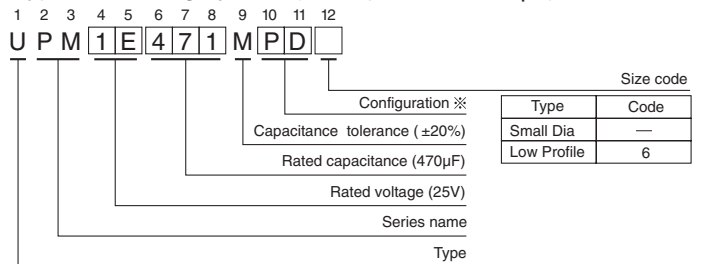 1 2 3 4 5 6 7 8 9 10 11 12
U P M 1 E 4 7 1 M P D
Size code
Configuration ※
Capacitance tolerance (±20%)
Rated capacitance (470µF)
Rated voltage (25V)
Series name
Type
Type Code
Small Dia —
Low Profile 6